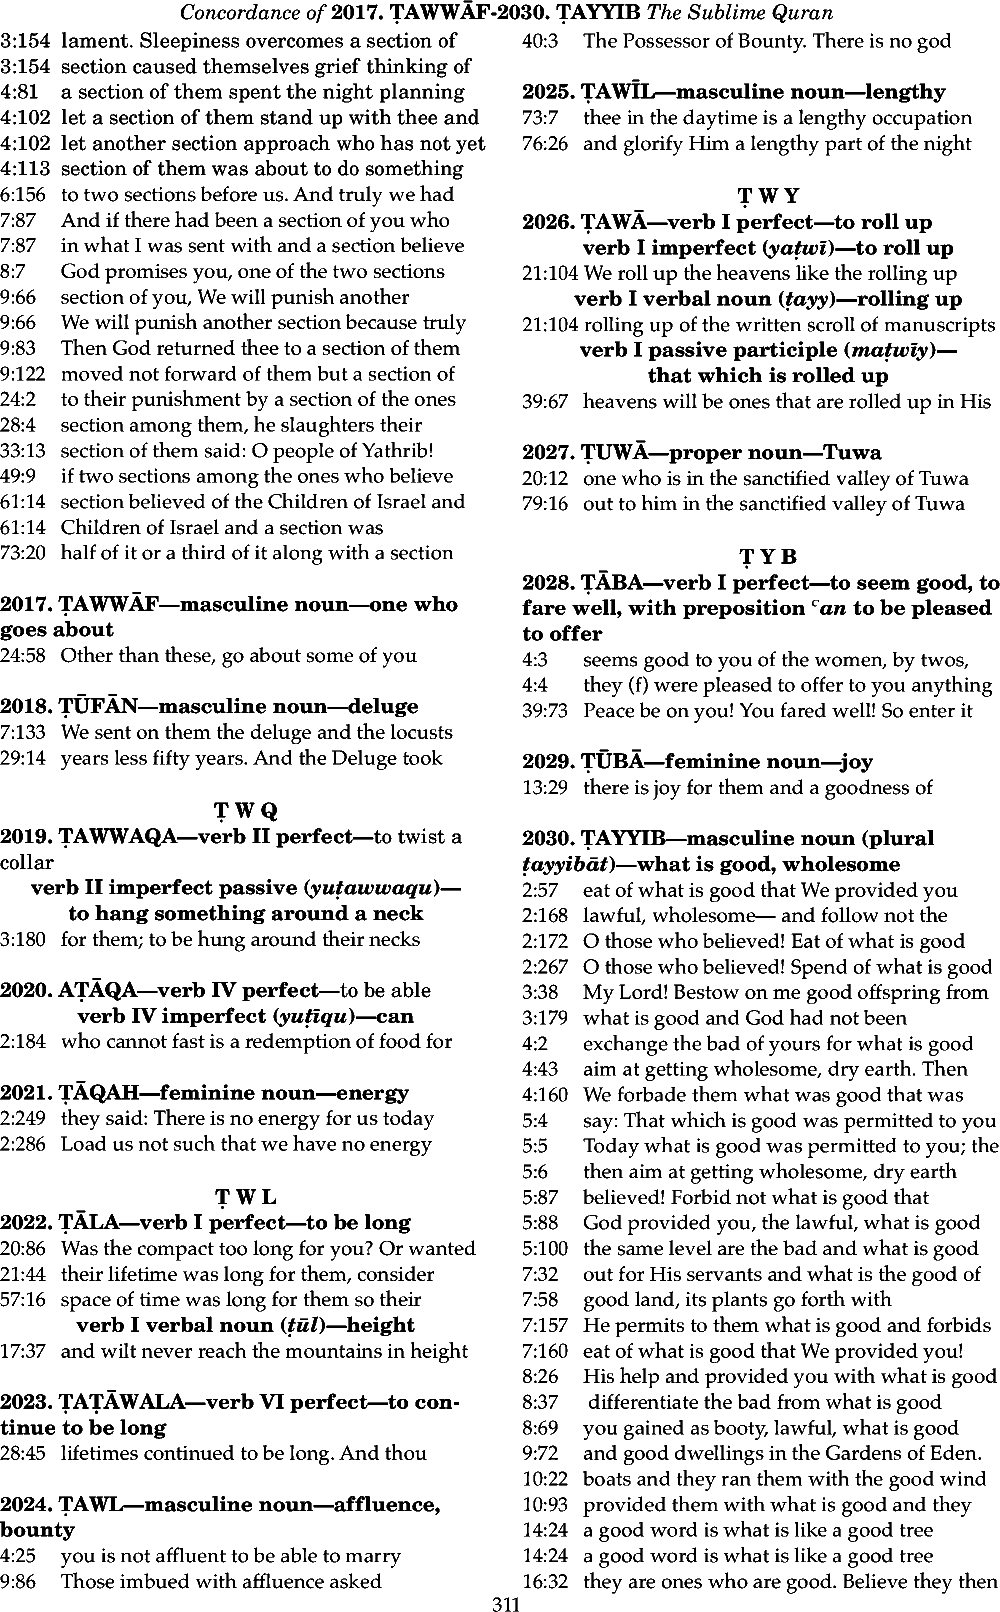 Concordance of 2017. ṬAWWĀF-2030. ṬAYYIB The Sublime Quran
3:154 lament. Sleepiness overcomes a section of
3:154 section caused themselves grief thinking of
4:81 a section of them spent the night planning
4:102 let a section of them stand up with thee and
4:102 let another section approach who has not yet
4:113 section of them was about to do something
6:156 to two sections before us. And truly we had
7:87 And if there had been a section of you who
7:87 in what I was sent with and a section believe
8:7 God promises you, one of the two sections
9:66 section of you, We will punish another
9:66 We will punish another section because truly
9:83 Then God returned thee to a section of them
9:122 moved not forward of them but a section of
24:2 to their punishment by a section of the ones
28:4 section among them, he slaughters their
33:13 section of them said: O people of Yathrib!
49:9 if two sections among the ones who believe
61:14 section believed of the Children of Israel and
61:14 Children of Israel and a section was
73:20 half of it or a third of it along with a section
2017. ṬAWWĀF—masculine noun—one who
goes about
24:58 Other than these, go about some of you
2018. ṬŪFĀN—masculine noun—deluge
7:133 We sent on them the deluge and the locusts
29:14 years less fifty years. And the Deluge took
Ṭ W Q
2019. ṬAWWAQA—verb II perfect—to twist a
collar
verb II imperfect passive (yuṭawwaqu)—
to hang something around a neck
3:180 for them; to be hung around their necks
2020. AṬĀQA—verb IV perfect—to be able
verb IV imperfect (yuṭīqu)—can
2:184 who cannot fast is a redemption of food for
2021. ṬĀQAH—feminine noun—energy
2:249 they said: There is no energy for us today
2:286 Load us not such that we have no energy
Ṭ W L
2022. ṬĀLA—verb I perfect—to be long
20:86 Was the compact too long for you? Or wanted
21:44 their lifetime was long for them, consider
57:16 space of time was long for them so their
verb I verbal noun (ṭūl)—height
17:37 and wilt never reach the mountains in height
2023. TAṬĀWALA—verb VI perfect—to con-
tinue to be long
28:45 lifetimes continued to be long. And thou
2024. ṬAWL—masculine noun—affluence,
bounty
4:25 you is not affluent to be able to marry
9:86 Those imbued with affluence asked
40:3 The Possessor of Bounty. There is no god
2025. ṬAWĪL—masculine noun—lengthy
73:7 thee in the daytime is a lengthy occupation
76:26 and glorify Him a lengthy part of the night
Ṭ W Y
2026. ṬAWĀ—verb I perfect—to roll up
verb I imperfect (yaṭwī)—to roll up
21:104 We roll up the heavens like the rolling up
verb I verbal noun (ṭayy)—rolling up
21:104 rolling up of the written scroll of manuscripts
verb I passive participle (maṭwīy)—
that which is rolled up
39:67 heavens will be ones that are rolled up in His
2027. ṬUWĀ—proper noun—Tuwa
20:12 one who is in the sanctified valley of Tuwa
79:16 out to him in the sanctified valley of Tuwa
Ṭ Y B
2028. ṬĀBA—verb I perfect—to seem good, to
fare well, with preposition ᶜan to be pleased
to offer
4:3 seems good to you of the women, by twos,
4:4 they (f) were pleased to offer to you anything
39:73 Peace be on you! You fared well! So enter it
2029. ṬŪBĀ—feminine noun—joy
13:29 there is joy for them and a goodness of
2030. ṬAYYIB—masculine noun (plural
ṭayyibāt)—what is good, wholesome
2:57 eat of what is good that We provided you
2:168 lawful, wholesome— and follow not the
2:172 O those who believed! Eat of what is good
2:267 O those who believed! Spend of what is good
3:38 My Lord! Bestow on me good offspring from
3:179 what is good and God had not been
4:2 exchange the bad of yours for what is good
4:43 aim at getting wholesome, dry earth. Then
4:160 We forbade them what was good that was
5:4 say: That which is good was permitted to you
5:5 Today what is good was permitted to you; the
5:6 then aim at getting wholesome, dry earth
5:87 believed! Forbid not what is good that
5:88 God provided you, the lawful, what is good
5:100 the same level are the bad and what is good
7:32 out for His servants and what is the good of
7:58 good land, its plants go forth with
7:157 He permits to them what is good and forbids
7:160 eat of what is good that We provided you!
8:26 His help and provided you with what is good
8:37 differentiate the bad from what is good
8:69 you gained as booty, lawful, what is good
9:72 and good dwellings in the Gardens of Eden.
10:22 boats and they ran them with the good wind
10:93 provided them with what is good and they
14:24 a good word is what is like a good tree
14:24 a good word is what is like a good tree
16:32 they are ones who are good. Believe they then
311